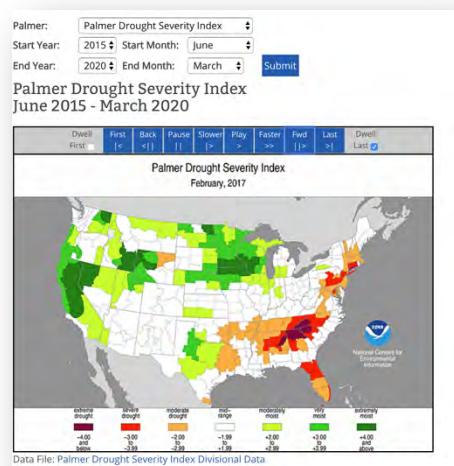 Palmer: Palmer Drought Severity Index
Start Year: 2015 Start Month: June
End Year: 2020 End Month: March Submit
Palmer Drought Severity Index
June 2015 - March 2020
Dwell First Back Pause Slower Play Faster Fwd Last Dwell
First |< <|| || |> > >> ||> >| Last
Palmer Drought Severity Index
February, 2017
NOAA
National Centers for
Environmental
Information
extreme severe moderate mid- moderately very extremely
drought drought drought range moist moist moist
-4.00 -3.00 -2.00 -1.99 +2.00 +3.00 +4.00
and to to to to to and
below -3.99 -2.99 +1.99 +2.99 +3.99 above
Data File: Palmer Drought Severity Index Divisional Data